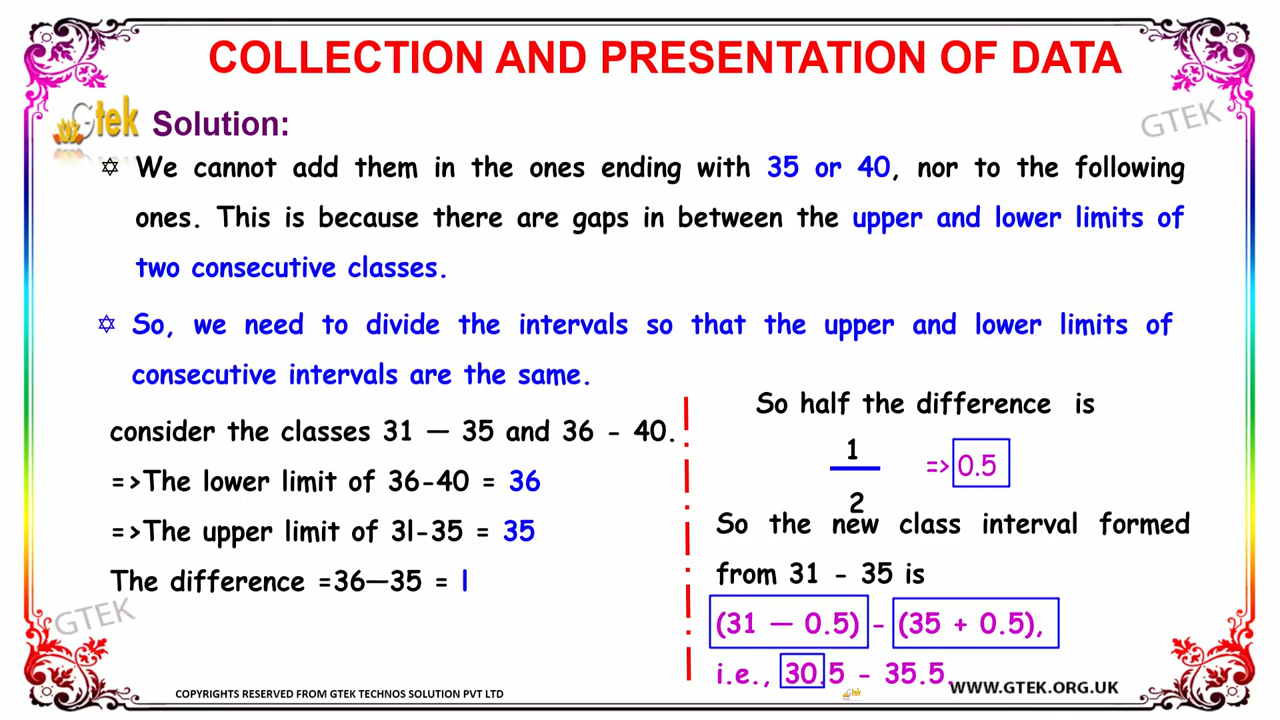 COLLECTION AND PRESENTATION OF DATA
Gtek
GTEK
Solution:
✡ We cannot add them in the ones ending with 35 or 40, nor to the following
ones. This is because there are gaps in between the upper and lower limits of
two consecutive classes.
✡ So, we need to divide the intervals so that the upper and lower limits of
consecutive intervals are the same.
consider the classes 31 — 35 and 36 - 40.
=>The lower limit of 36-40 = 36
=>The upper limit of 3l-35 = 35
The difference =36—35 = l
GTEK
So half the difference is
1
2
=> 0.5
So the new class interval formed
from 31 - 35 is
(31 — 0.5) - (35 + 0.5),
i.e., 30.5 - 35.5
COPYRIGHTS RESERVED FROM GTEK TECHNOS SOLUTION PVT LTD
WWW.GTEK.ORG.UK